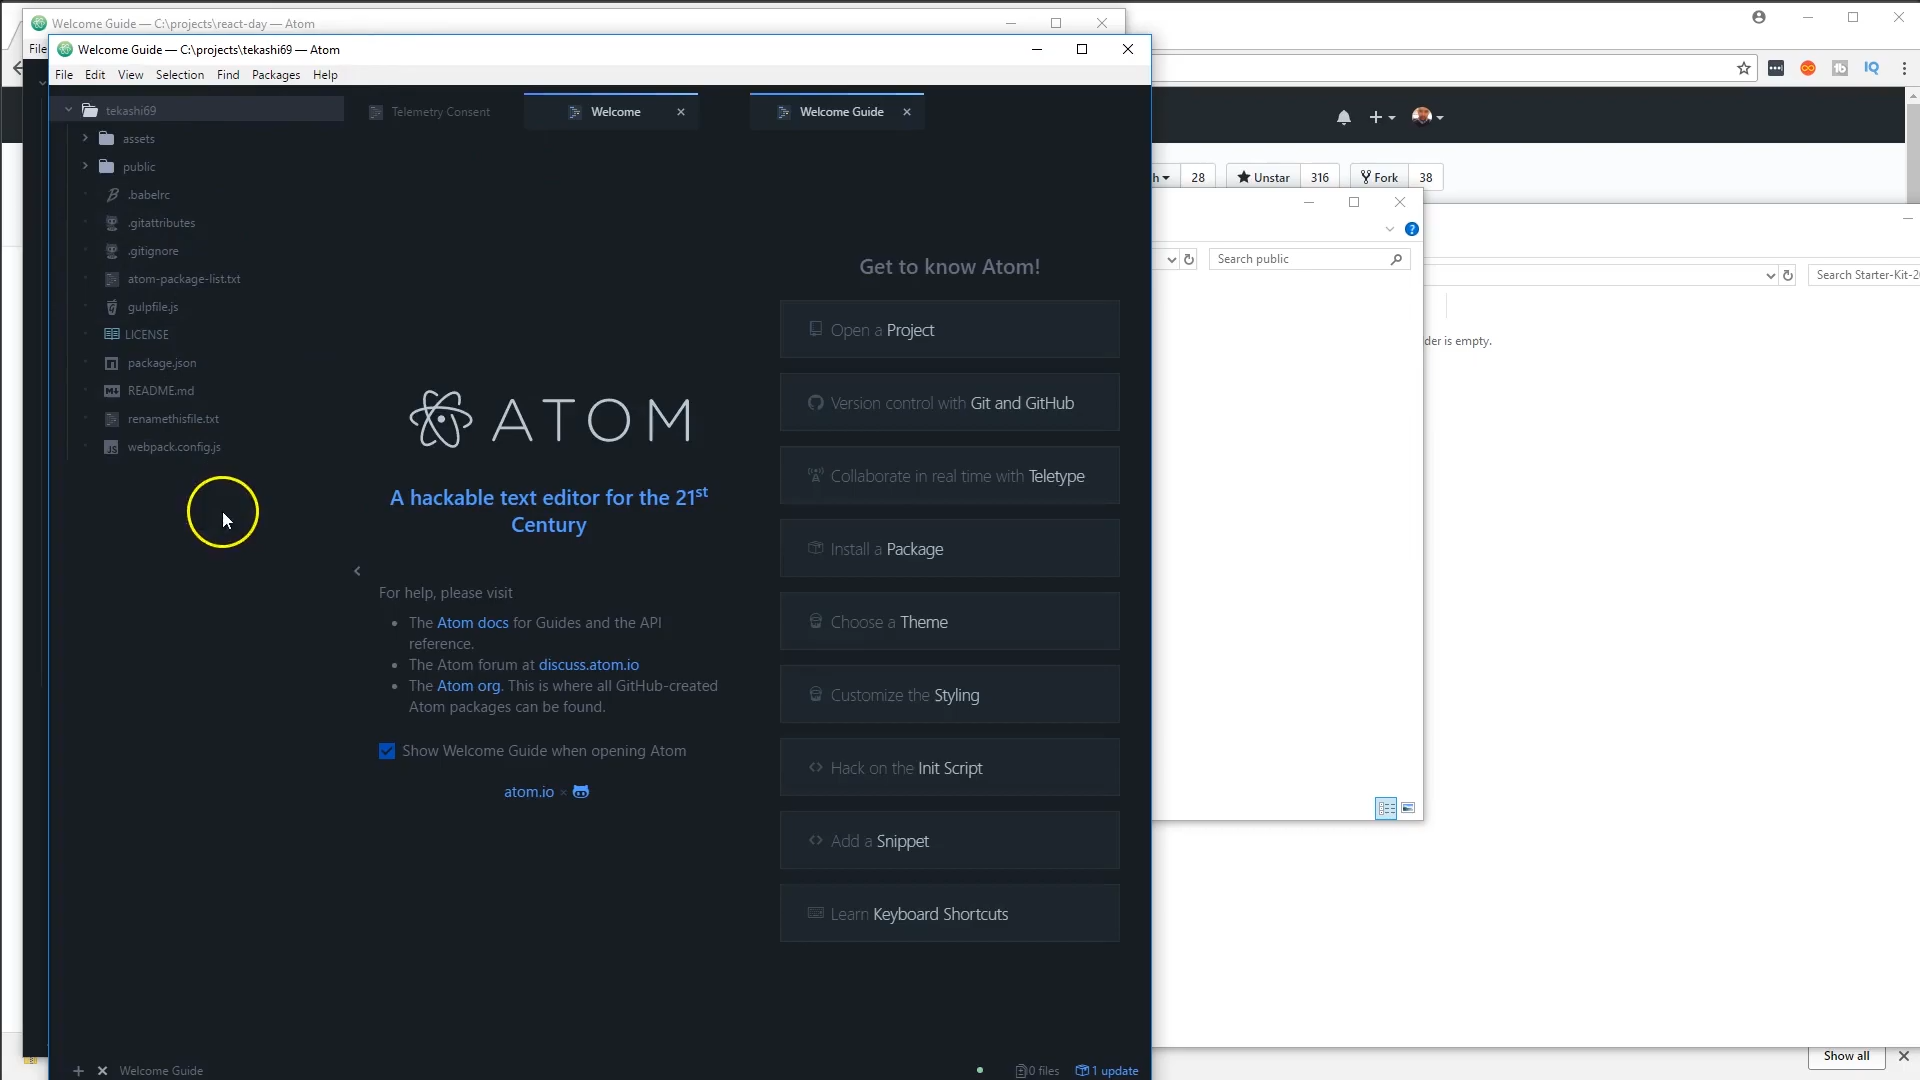 Welcome Guide — C:\projects\react-day — Atom
File
Welcome Guide — C:\projects\tekashi69 — Atom
File Edit View Selection Find Packages Help
tekashi69
assets
public
.babelrc
.gitattributes
.gitignore
atom-package-list.txt
gulpfile.js
LICENSE
package.json
README.md
renamethisfile.txt
webpack.config.js
Telemetry Consent
Welcome
Welcome Guide
ATOM
A hackable text editor for the 21st
Century
For help, please visit
The Atom docs for Guides and the API
reference.
The Atom forum at discuss.atom.io
The Atom org. This is where all GitHub-created
Atom packages can be found.
Show Welcome Guide when opening Atom
atom.io ×
Get to know Atom!
Open a Project
Version control with Git and GitHub
Collaborate in real time with Teletype
Install a Package
Choose a Theme
Customize the Styling
Hack on the Init Script
Add a Snippet
Learn Keyboard Shortcuts
Welcome Guide
0 files
1 update
IQ
h 28 Unstar 316 Fork 38
Search public
Search Starter-Kit-20
der is empty.
Show all